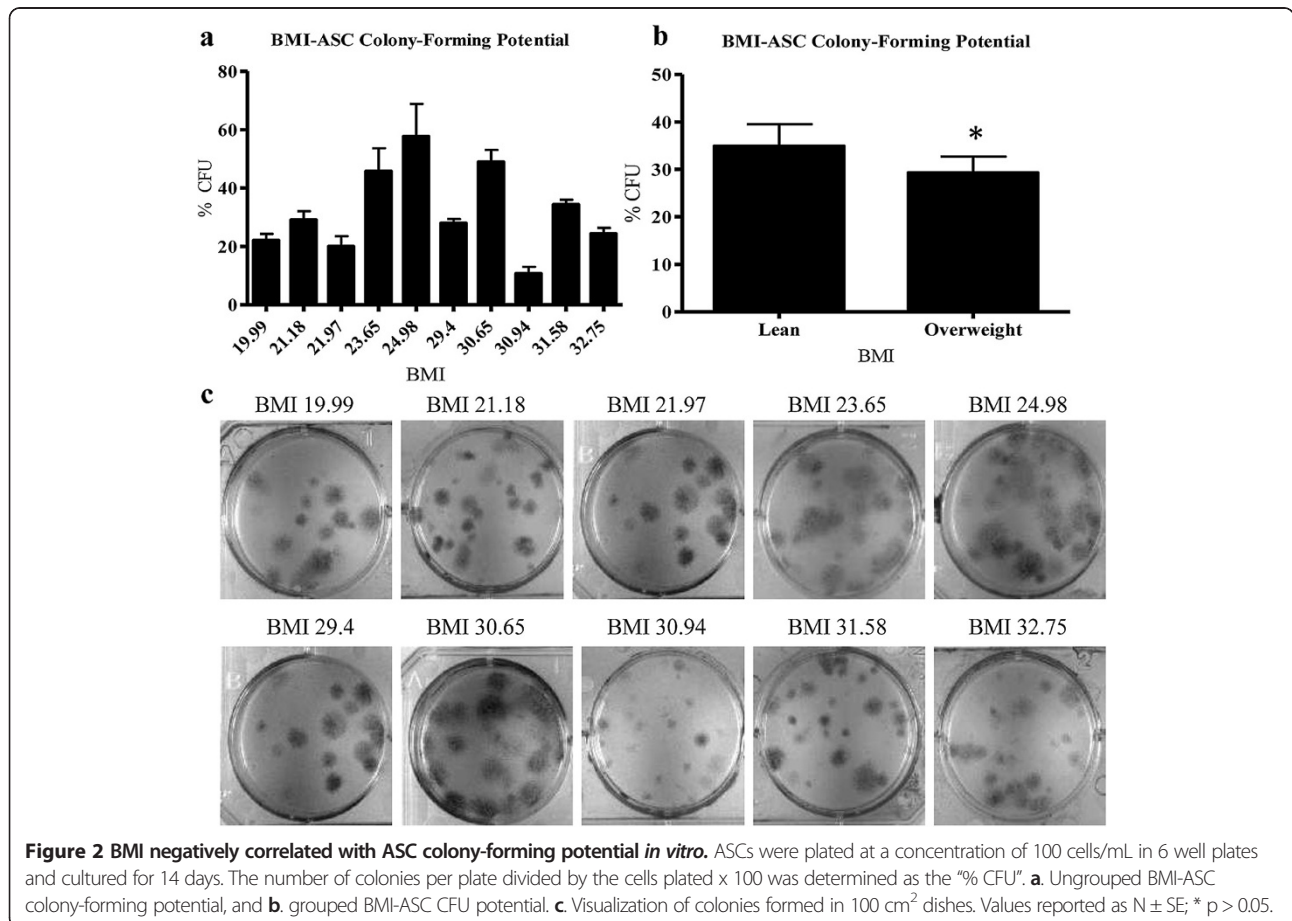 a
BMI-ASC Colony-Forming Potential
80
60
40
20
0
% CFU
19.99
21.18
21.97
23.65
24.98
29.4
30.65
30.94
31.58
32.75
BMI
b
BMI-ASC Colony-Forming Potential
50
40
30
20
10
0
% CFU
*
Lean
Overweight
BMI
c
BMI 19.99
BMI 21.18
BMI 21.97
BMI 23.65
BMI 24.98
BMI 29.4
BMI 30.65
BMI 30.94
BMI 31.58
BMI 32.75
Figure 2 BMI negatively correlated with ASC colony-forming potential in vitro. ASCs were plated at a concentration of 100 cells/mL in 6 well plates
and cultured for 14 days. The number of colonies per plate divided by the cells plated x 100 was determined as the “% CFU”. a. Ungrouped BMI-ASC
colony-forming potential, and b. grouped BMI-ASC CFU potential. c. Visualization of colonies formed in 100 cm² dishes. Values reported as N ± SE; * p > 0.05.